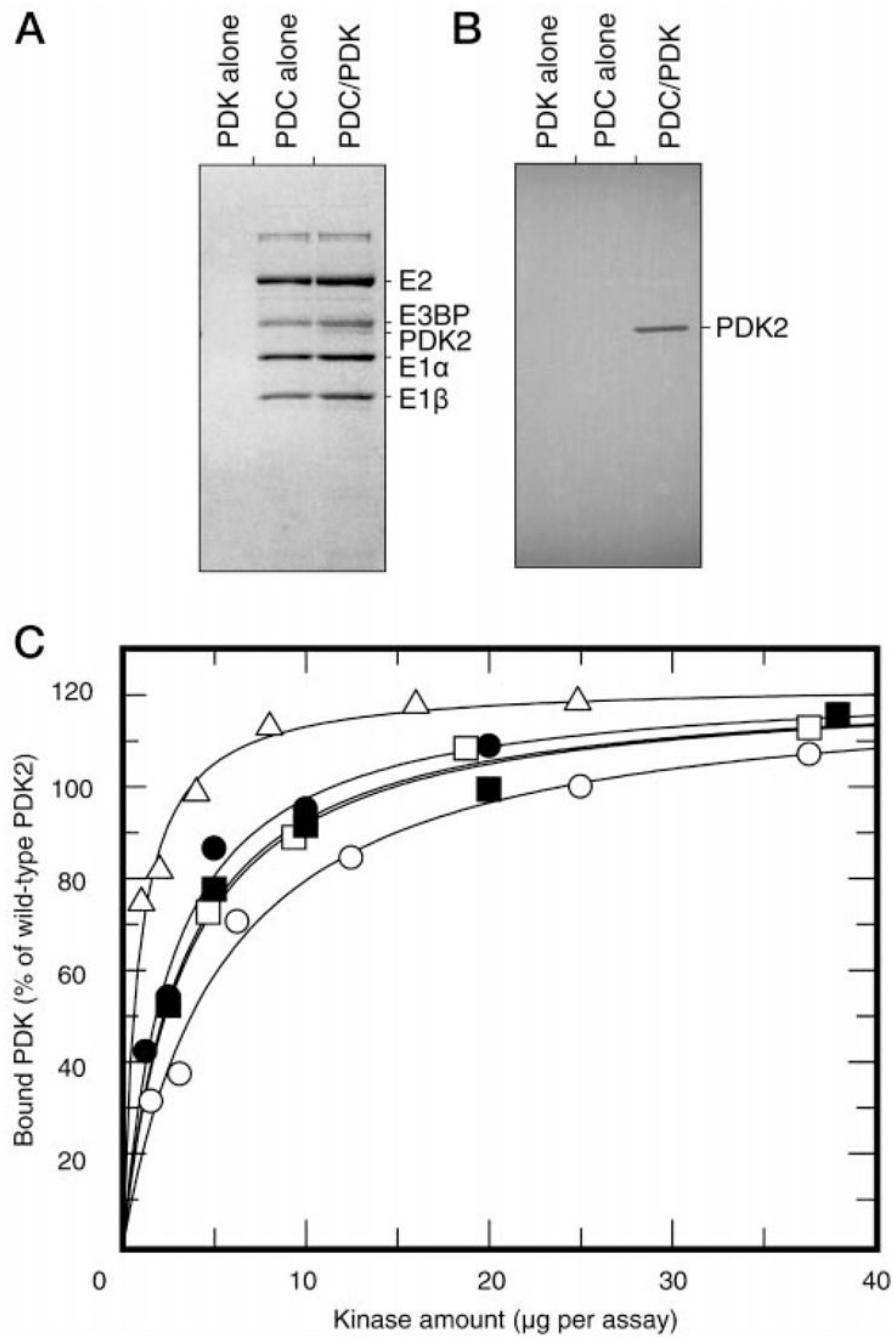 A
PDK alone
PDC alone
PDC/PDK
E2
E3BP
PDK2
E1α
E1β
B
PDK alone
PDC alone
PDC/PDK
PDK2
C
Bound PDK (% of wild-type PDK2)
120
100
80
60
40
20
0 10 20 30 40
Kinase amount (μg per assay)